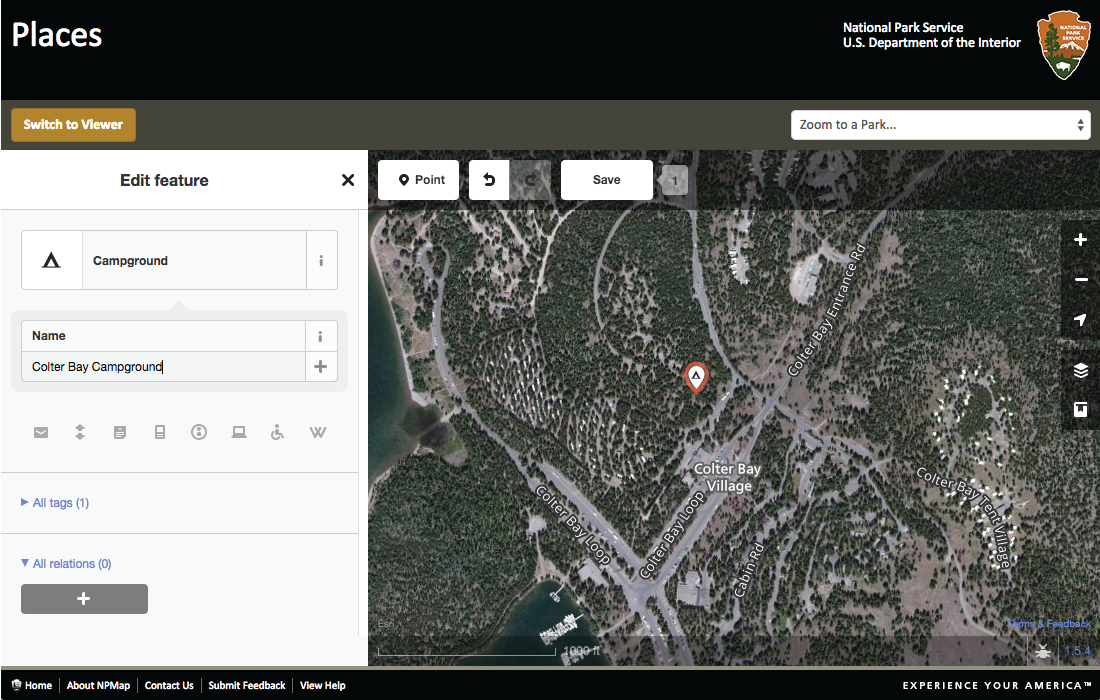 Places
National Park Service
U.S. Department of the Interior
NATIONAL
PARK
SERVICE
Switch to Viewer
Zoom to a Park...
Edit feature
Point
Save
1
Campground
Name
Colter Bay Campground
All tags (1)
All relations (0)
Colter Bay Entrance Rd
Colter Bay
Village
Colter Bay Tent Village
Colter Bay Loop
Colter Bay Loop
Cabin Rd
Esri
Terms & Feedback
1000 ft
1.5.4
Home
About NPMap
Contact Us
Submit Feedback
View Help
EXPERIENCE YOUR AMERICA™